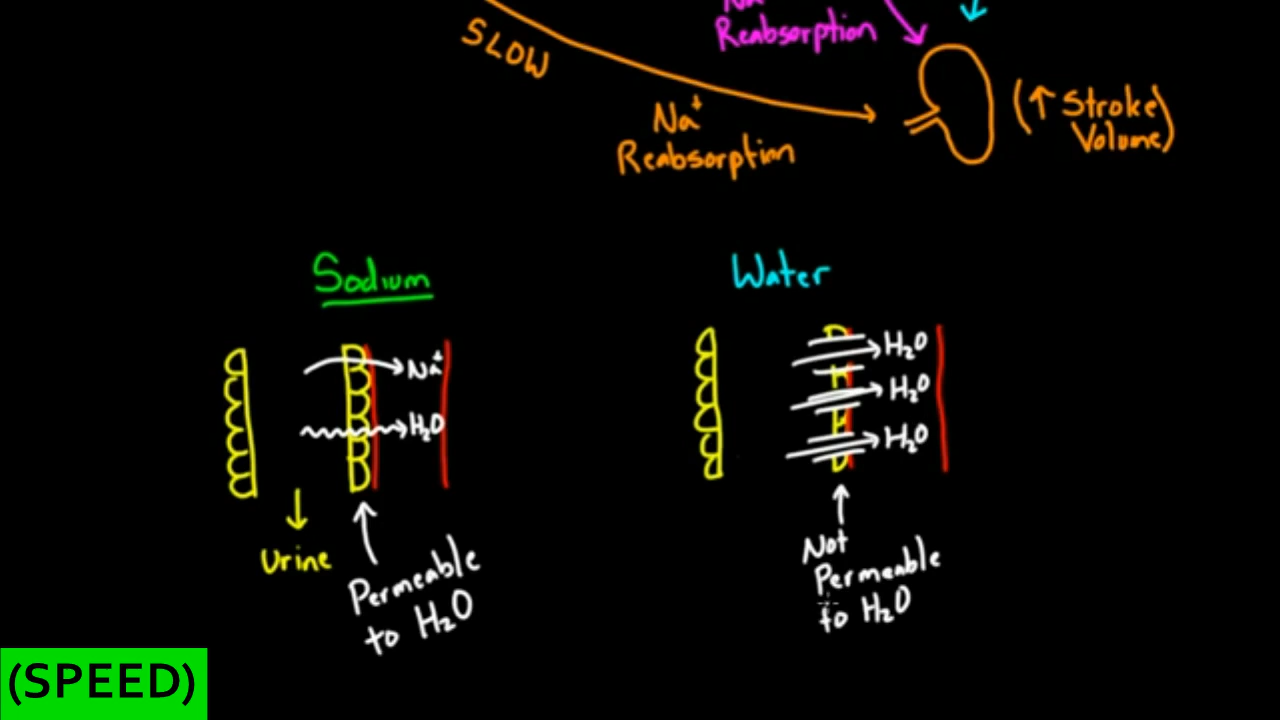 Na
Reabsorption
SLOW
Na⁺
Reabsorption
(↑ Stroke
Volume)
Sodium
Water
Na⁺
H₂O
H₂O
H₂O
H₂O
Urine
Permeable
to H₂O
Not
Permeable
to H₂O
(SPEED)